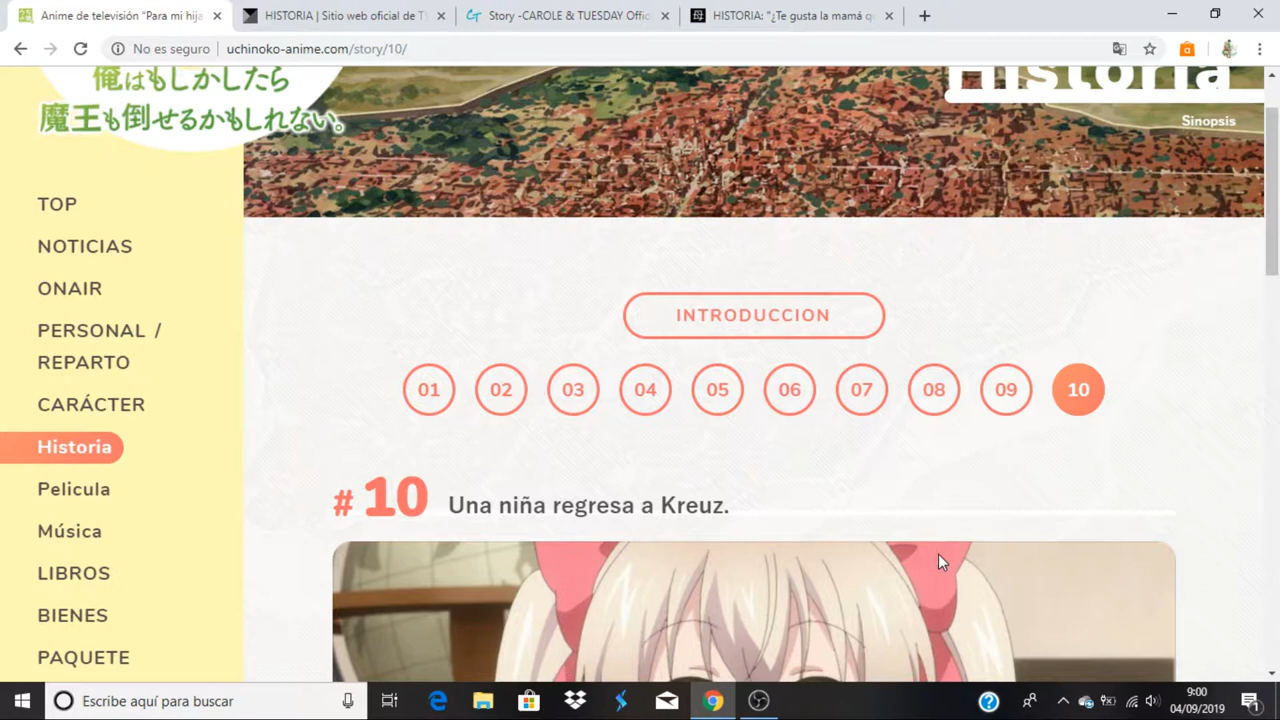 Anime de televisión "Para mi hija
HISTORIA | Sitio web oficial de T
Story -CAROLE & TUESDAY Offic
HISTORIA: "¿Te gusta la mamá q
No es seguro
uchinoko-anime.com/story/10/
俺はもしかしたら
魔王も倒せるかもしれない。
Historia
Sinopsis
TOP
NOTICIAS
ONAIR
PERSONAL /
REPARTO
CARÁCTER
Historia
Pelicula
Música
LIBROS
BIENES
PAQUETE
INTRODUCCION
01 02 03 04 05 06 07 08 09 10
# 10 Una niña regresa a Kreuz.
Escribe aquí para buscar
9:00
04/09/2019